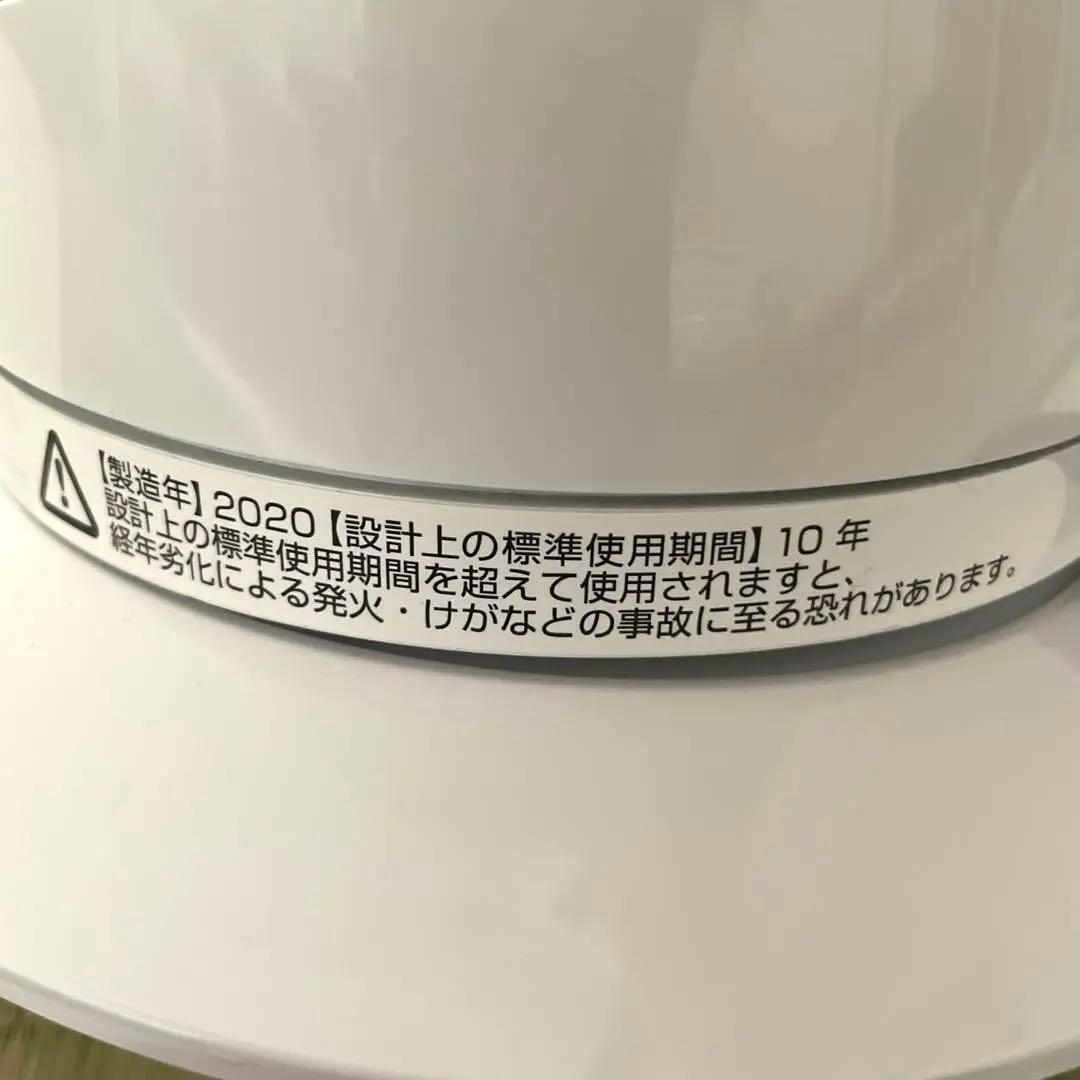 【製造年】2020【設計上の標準使用期間】10 年
設計上の標準使用期間を超えて使用されますと、
経年劣化による発火・けがなどの事故に至る恐れがあります。